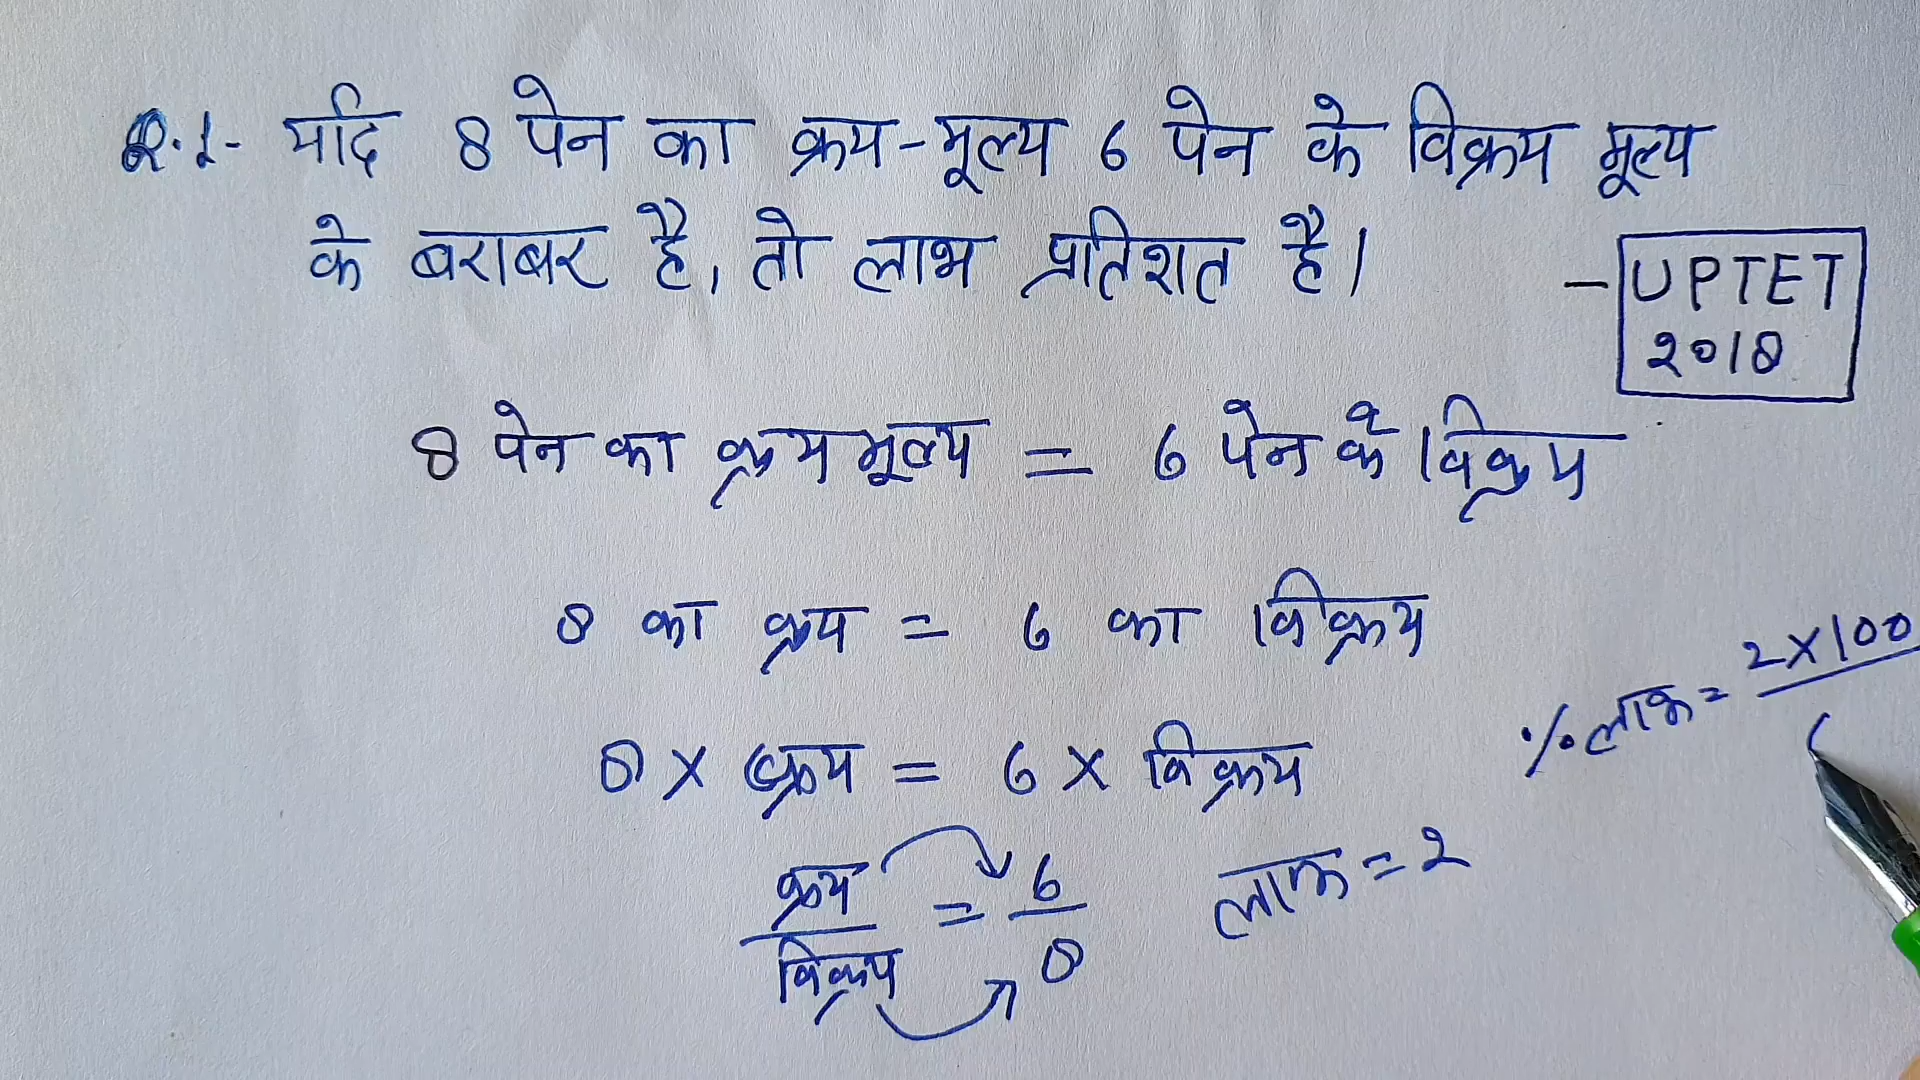 Q.1- यदि 8 पेन का क्रय-मूल्य 6 पेन के विक्रय मूल्य
के बराबर है, तो लाभ प्रतिशत है।
- UPTET
2018
8 पेन का क्रय मूल्य = 6 पेन के विक्रय
8 का क्रय = 6 का विक्रय
8 × क्रय = 6 × विक्रय
% लाभ = 2×100
क्रय = 6 लाभ = 2
विक्रय 8